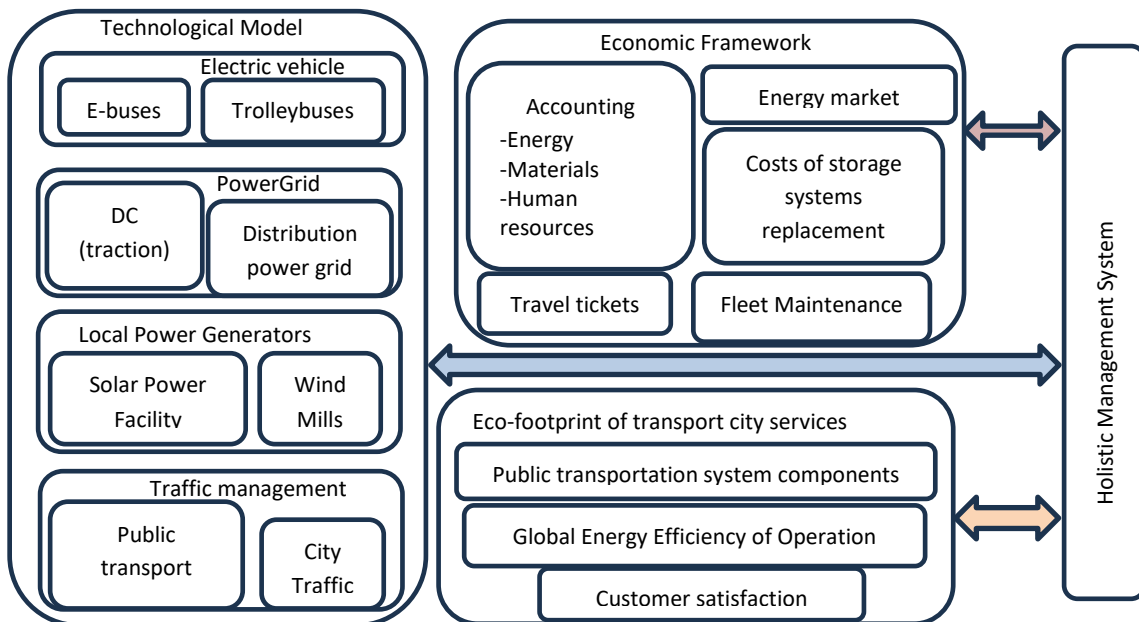 Technological Model
Electric vehicle
E-buses
Trolleybuses
PowerGrid
DC
(traction)
Distribution
power grid
Local Power Generators
Solar Power
Facility
Wind
Mills
Traffic management
Public
transport
City
Traffic
Economic Framework
Accounting
-Energy
-Materials
-Human
resources
Energy market
Costs of storage
systems
replacement
Travel tickets
Fleet Maintenance
Eco-footprint of transport city services
Public transportation system components
Global Energy Efficiency of Operation
Customer satisfaction
Holistic Management System